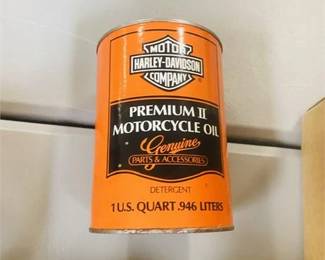 MOTOR
HARLEY-DAVIDSON
COMPANY
PREMIUM II
MOTORCYCLE OIL
Genuine
PARTS & ACCESSORIES
DETERGENT
1 U.S. QUART .946 LITERS